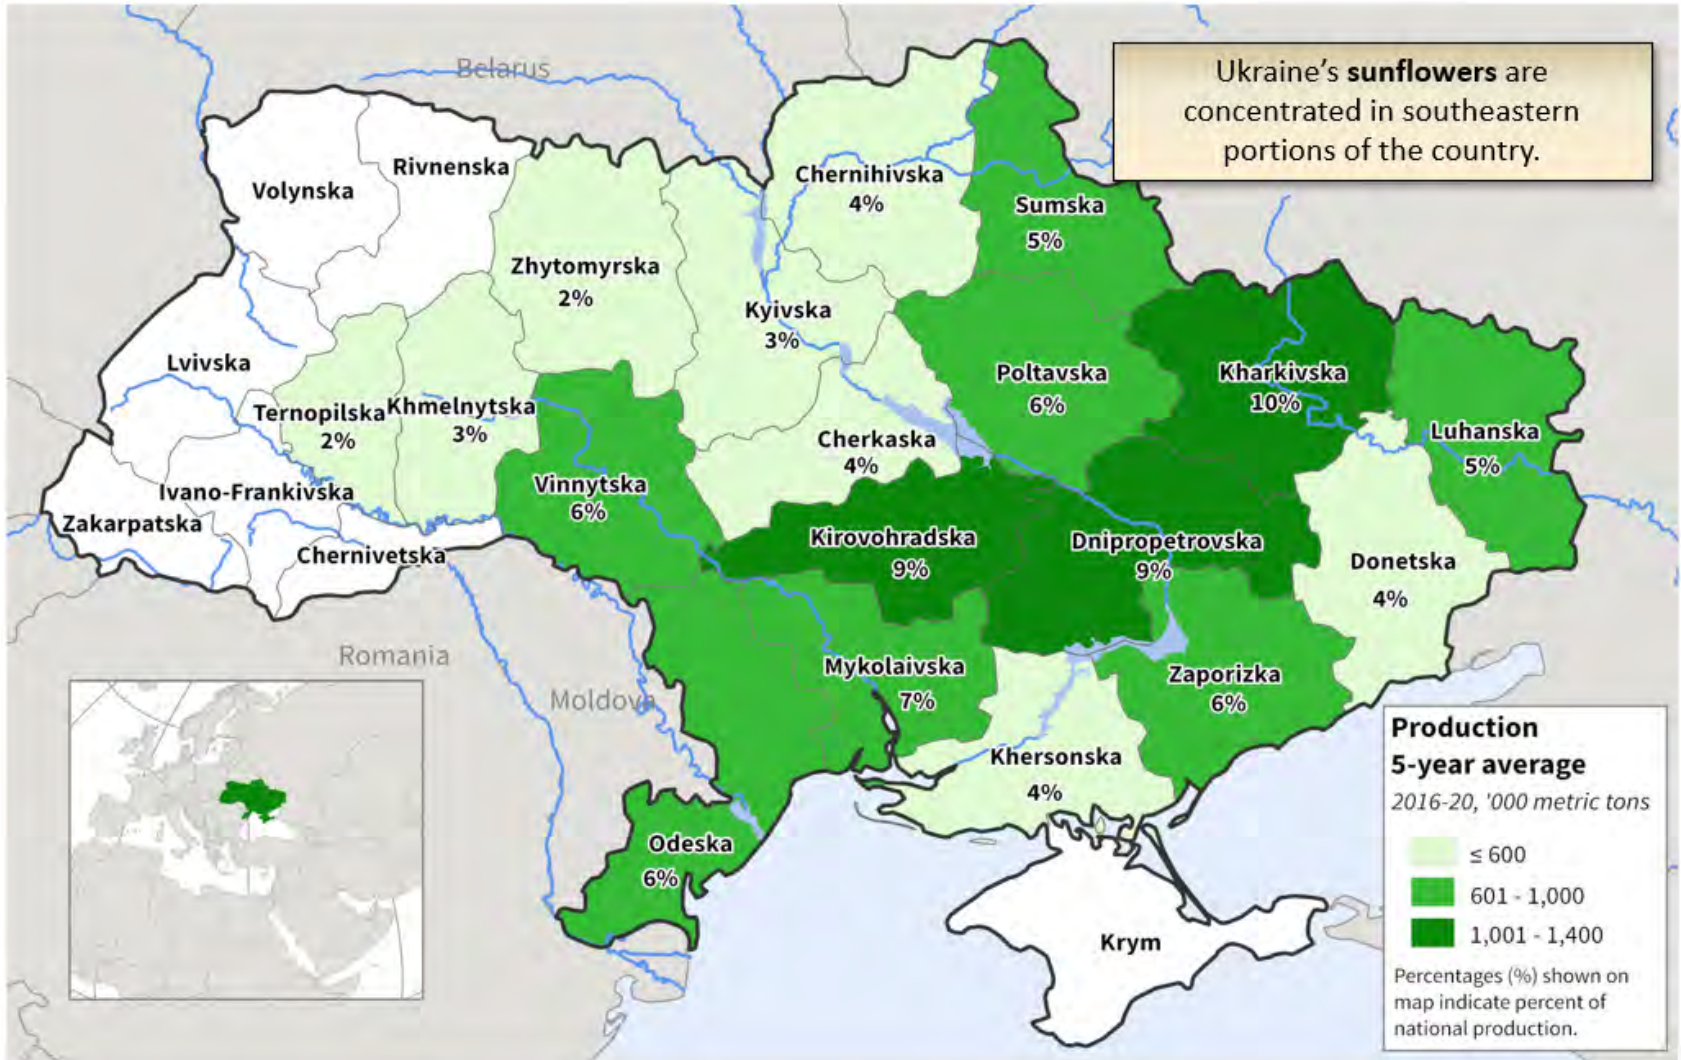 Belarus
Ukraine's sunflowers are
concentrated in southeastern
portions of the country.
Volynska
Rivnenska
Chernihivska
4%
Sumska
5%
Zhytomyrska
2%
Kyivska
3%
Lvivska
Ternopilska
2%
Khmelnytska
3%
Poltavska
6%
Kharkivska
10%
Cherkaska
4%
Luhanska
5%
Vinnytska
6%
Ivano-Frankivska
Zakarpatska
Chernivetska
Kirovohradska
9%
Dnipropetrovska
9%
Donetska
4%
Romania
Moldova
Mykolaivska
7%
Zaporizka
6%
Khersonska
4%
Odeska
6%
Krym
Production
5-year average
2016-20, '000 metric tons
≤ 600
601 - 1,000
1,001 - 1,400
Percentages (%) shown on
map indicate percent of
national production.